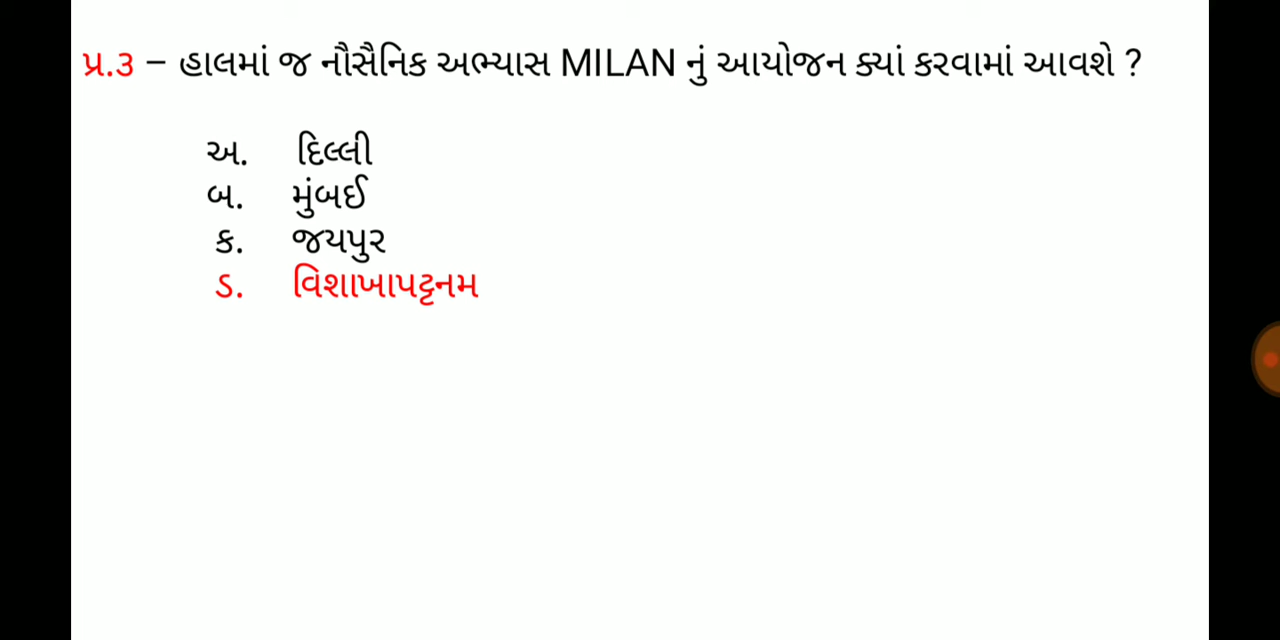 પ્ર.૩ – હાલમાં જ નૌસૈનિક અભ્યાસ MILAN નું આયોજન ક્યાં કરવામાં આવશે ?
અ. દિલ્લી
બ. મુંબઈ
ક. જયપુર
ડ. વિશાખાપટ્ટનમ